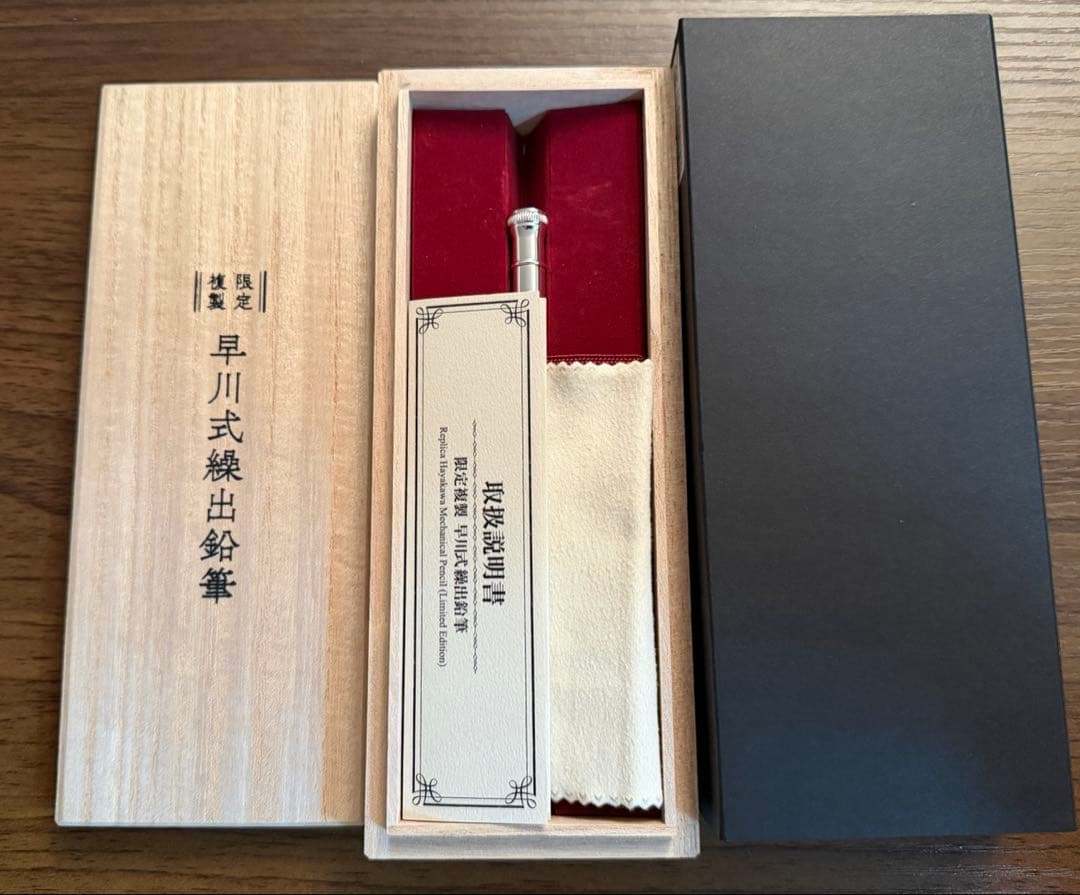 限定
複製
早川式繰出鉛筆
取扱説明書
限定複製 早川式繰出鉛筆
Replica Hayakawa Mechanical Pencil (Limited Edition)